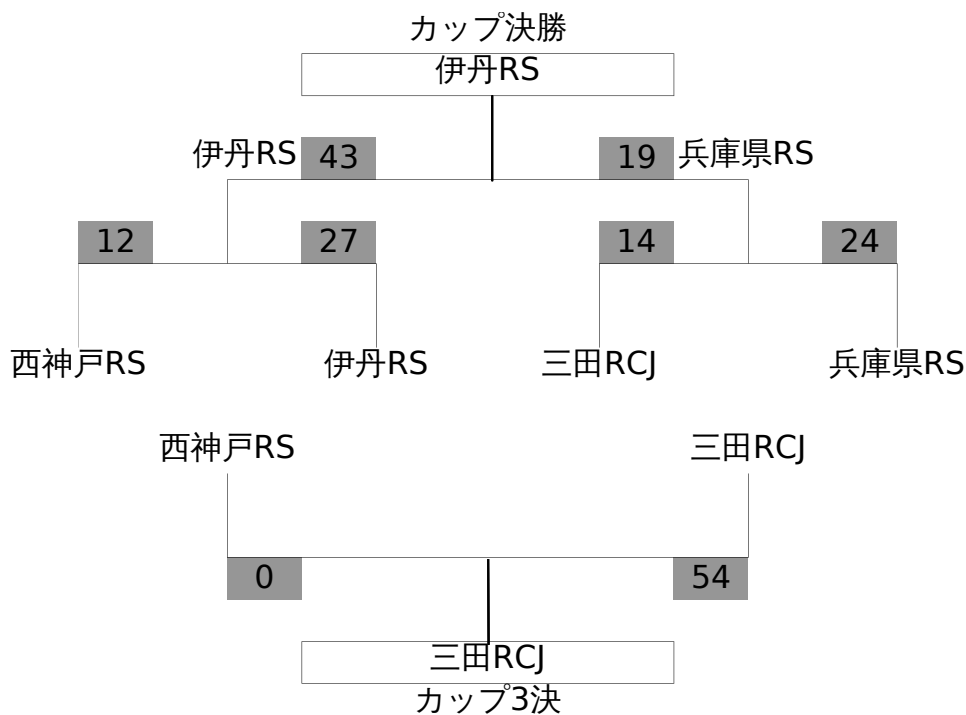 カップ決勝
伊丹RS
伊丹RS 43 19 兵庫県RS
12 27 14 24
西神戸RS 伊丹RS 三田RCJ 兵庫県RS
西神戸RS 三田RCJ
0 54
三田RCJ
カップ3決